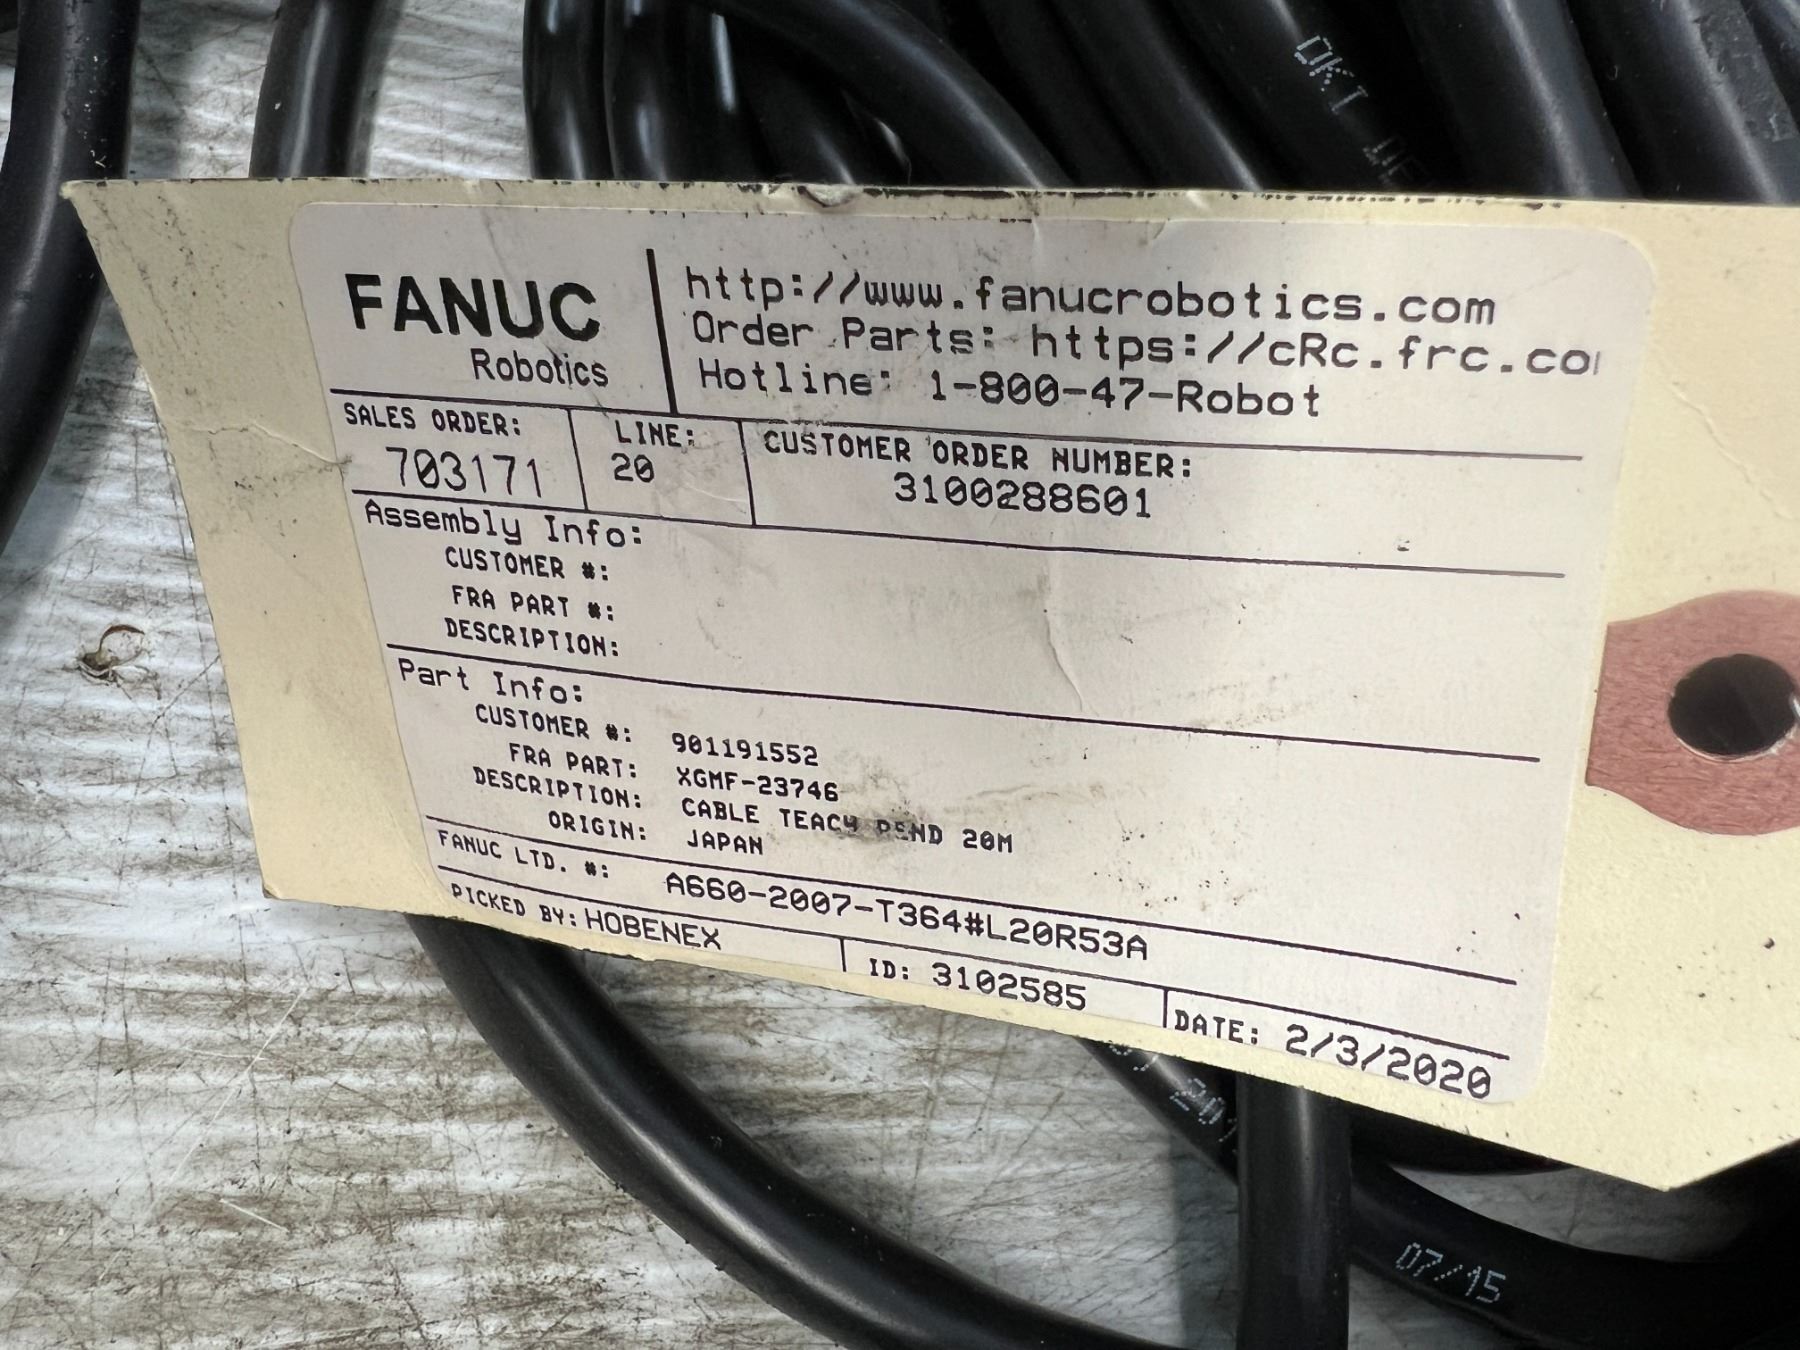 OKI
FANUC
Robotics
http://www.fanucrobotics.com
Order Parts: https://cRc.frc.co
Hotline: 1-800-47-Robot
SALES ORDER:
703171
LINE:
20
CUSTOMER ORDER NUMBER:
3100288601
Assembly Info:
CUSTOMER #:
FRA PART #:
DESCRIPTION:
Part Info:
CUSTOMER #: 901191552
FRA PART: XGMF-23746
DESCRIPTION: CABLE TEACH PEND 20M
ORIGIN: JAPAN
FANUC LTD. #: A660-2007-T364#L20R53A
PICKED BY: HOBENEX
ID: 3102585
DATE: 2/3/2020
07/15